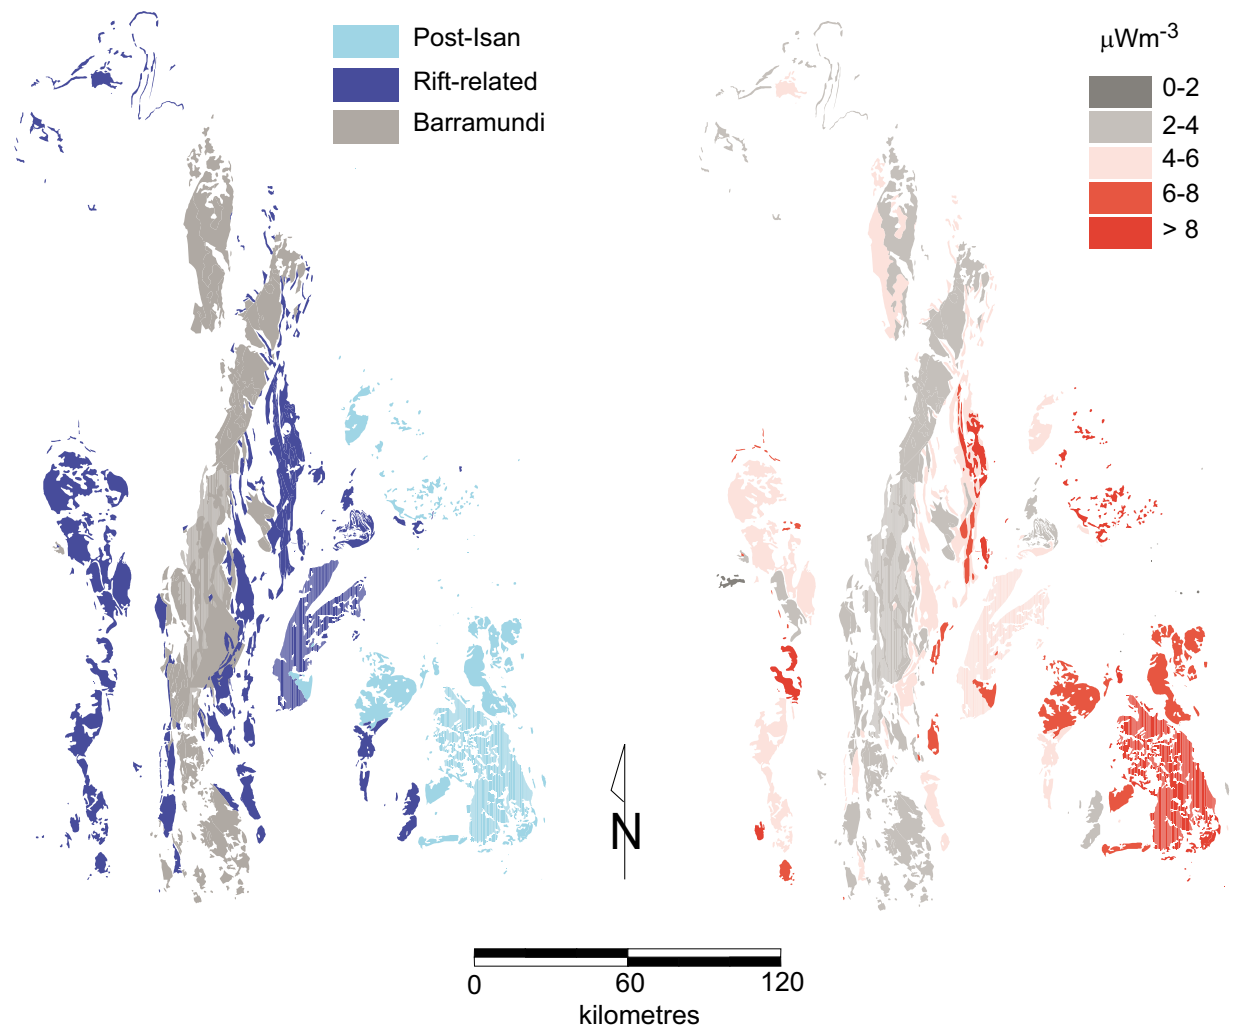 Post-Isan
Rift-related
Barramundi
μWm-3
0-2
2-4
4-6
6-8
> 8
N
0 60 120
kilometres